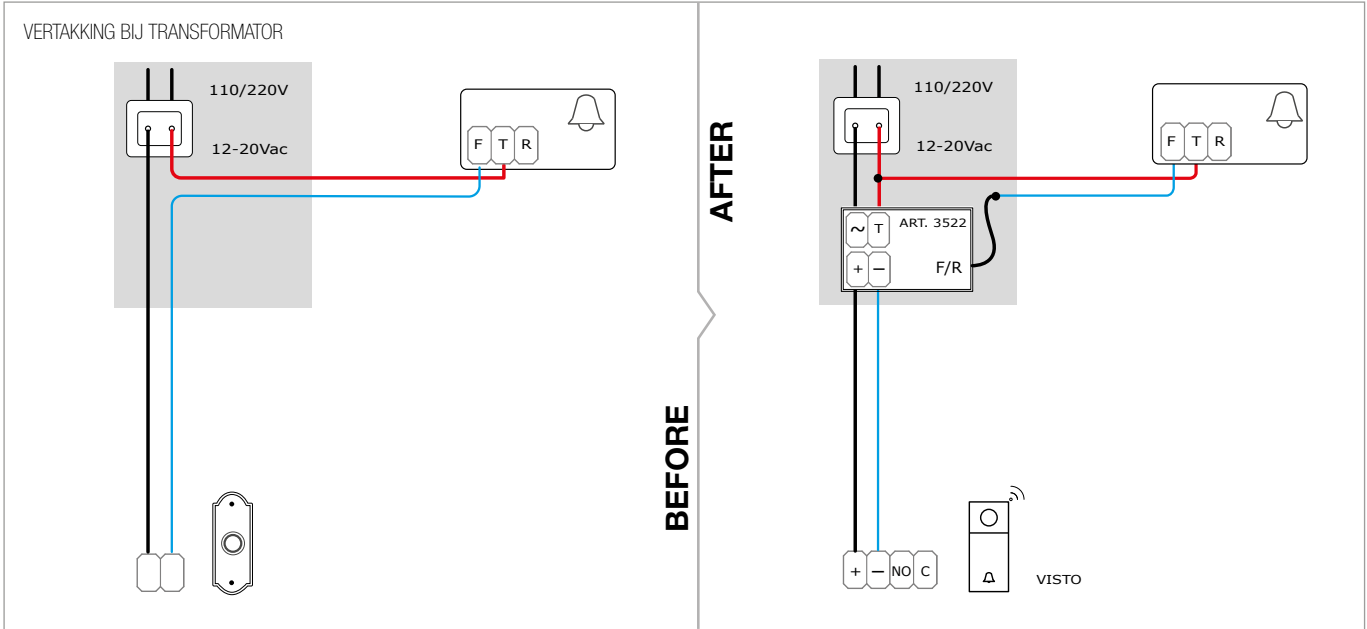 VERTAKKING BIJ TRANSFORMATOR
110/220V
12-20Vac
F T R
BEFORE
AFTER
110/220V
12-20Vac
F T R
~ T ART. 3522
+ − F/R
+ − NO C
VISTO